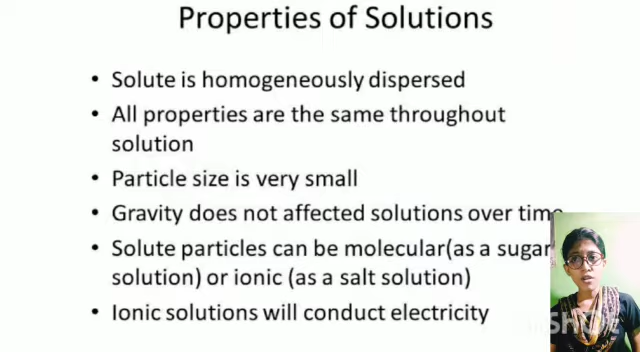 Properties of Solutions
• Solute is homogeneously dispersed
• All properties are the same throughout
solution
• Particle size is very small
• Gravity does not affected solutions over time
• Solute particles can be molecular(as a sugar
solution) or ionic (as a salt solution)
• Ionic solutions will conduct electricity